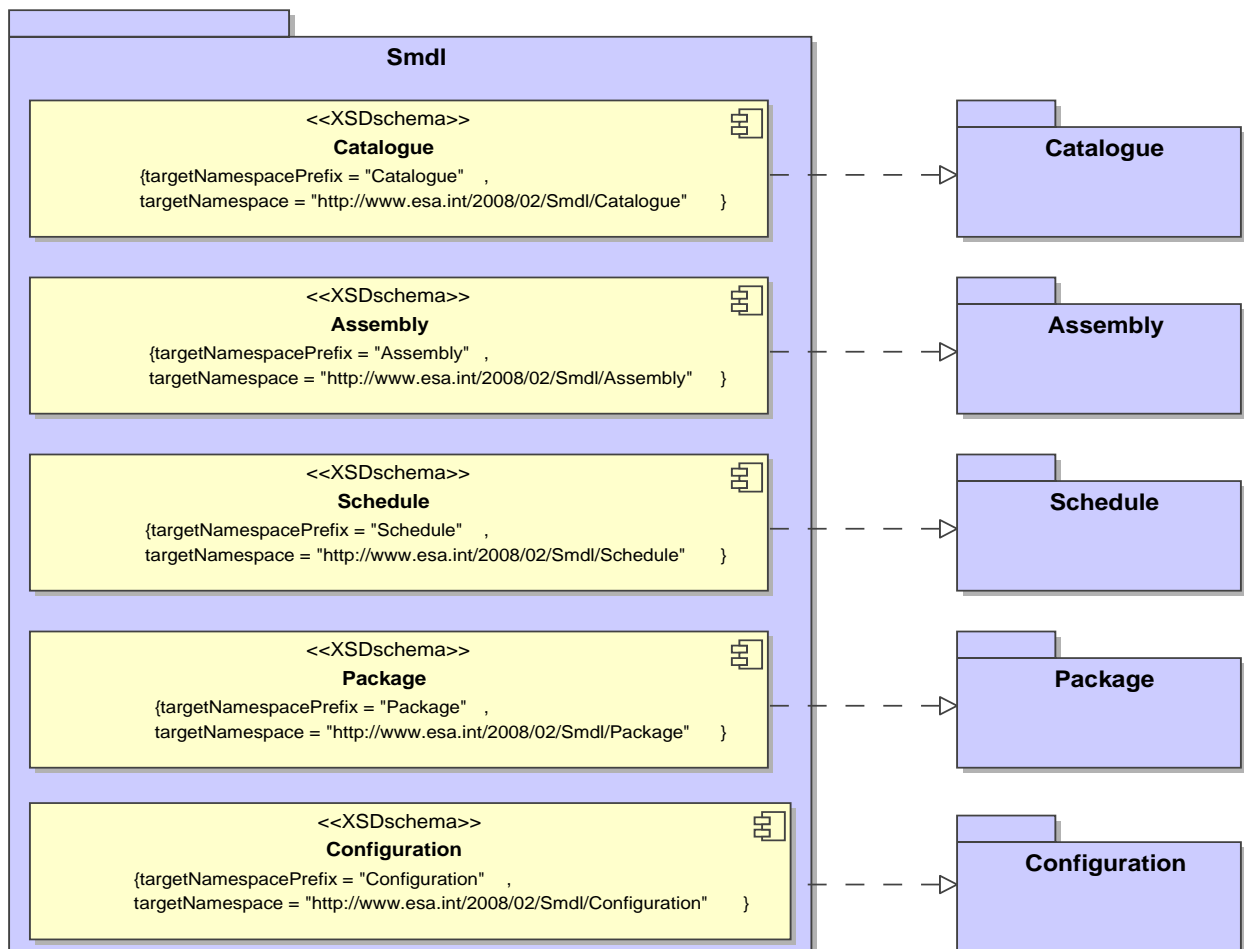 Smdl
<<XSDschema>>
Catalogue
{targetNamespacePrefix = "Catalogue" ,
targetNamespace = "http://www.esa.int/2008/02/Smdl/Catalogue" }
Catalogue
<<XSDschema>>
Assembly
{targetNamespacePrefix = "Assembly" ,
targetNamespace = "http://www.esa.int/2008/02/Smdl/Assembly" }
Assembly
<<XSDschema>>
Schedule
{targetNamespacePrefix = "Schedule" ,
targetNamespace = "http://www.esa.int/2008/02/Smdl/Schedule" }
Schedule
<<XSDschema>>
Package
{targetNamespacePrefix = "Package" ,
targetNamespace = "http://www.esa.int/2008/02/Smdl/Package" }
Package
<<XSDschema>>
Configuration
{targetNamespacePrefix = "Configuration" ,
targetNamespace = "http://www.esa.int/2008/02/Smdl/Configuration" }
Configuration